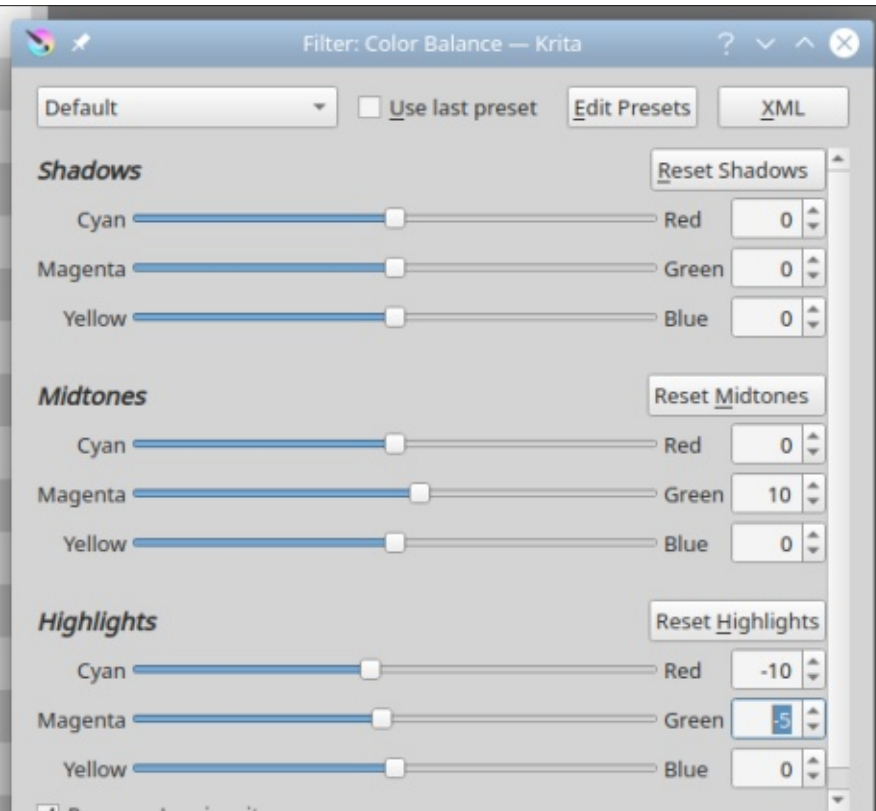 Filter: Color Balance — Krita
Default Use last preset Edit Presets XML
Shadows Reset Shadows
Cyan Red 0
Magenta Green 0
Yellow Blue 0
Midtones Reset Midtones
Cyan Red 0
Magenta Green 10
Yellow Blue 0
Highlights Reset Highlights
Cyan Red -10
Magenta Green -5
Yellow Blue 0